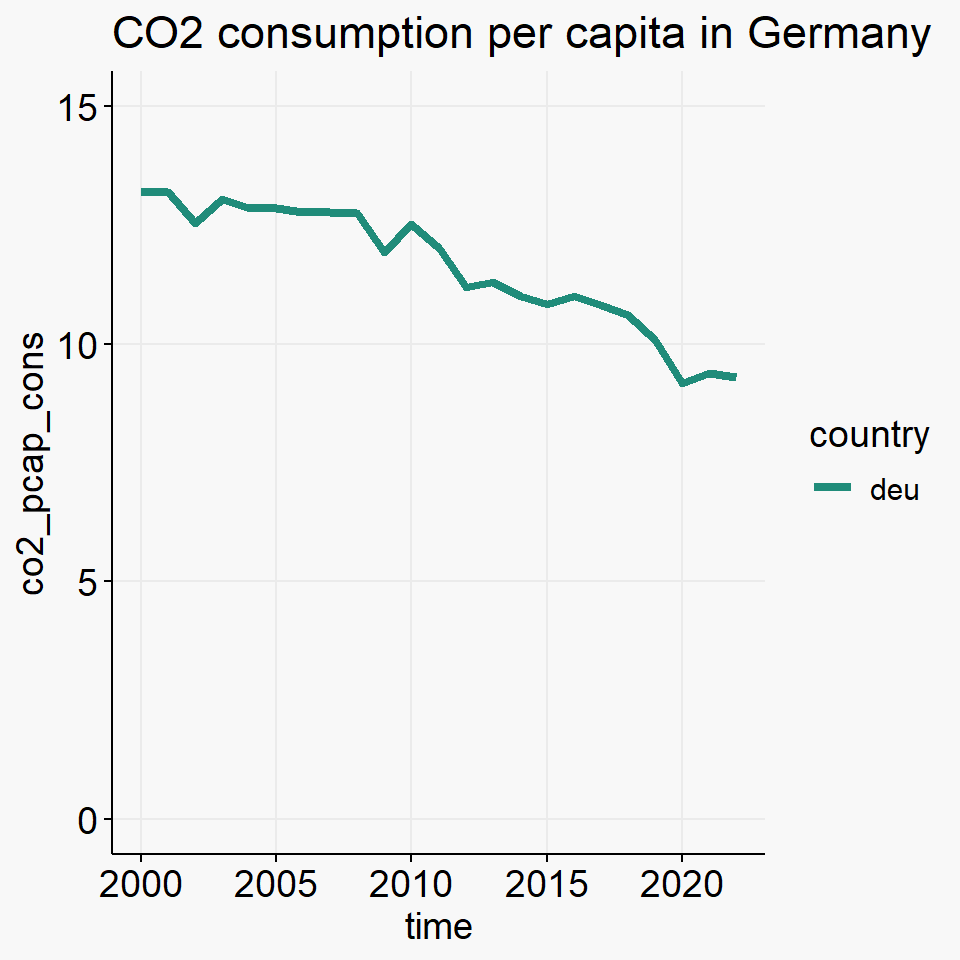 CO2 consumption per capita in Germany
co2_pcap_cons
15
10
5
0
2000 2005 2010 2015 2020
time
country
deu